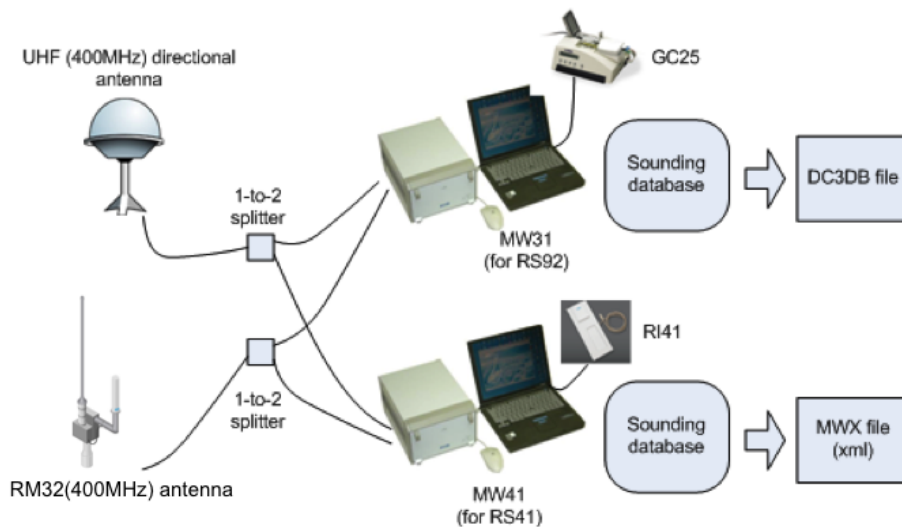 UHF (400MHz) directional
antenna
GC25
1-to-2
splitter
Sounding
database
DC3DB file
MW31
(for RS92)
RI41
1-to-2
splitter
Sounding
database
MWX file
(xml)
RM32(400MHz) antenna
MW41
(for RS41)